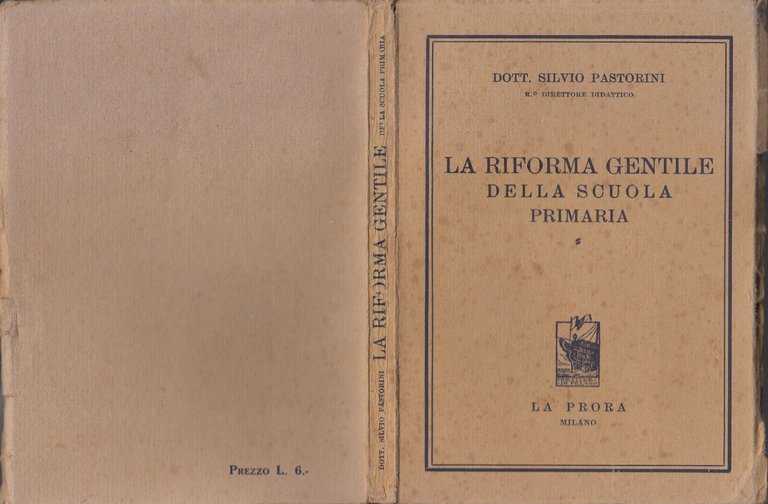 PREZZO L. 6.-
DOTT. SILVIO PASTORINI LA RIFORMA GENTILE DELLA SCUOLA PRIMARIA
DOTT. SILVIO PASTORINI
R.º DIRETTORE DIDATTICO
LA RIFORMA GENTILE
DELLA SCUOLA
PRIMARIA
LA PRORA
MILANO